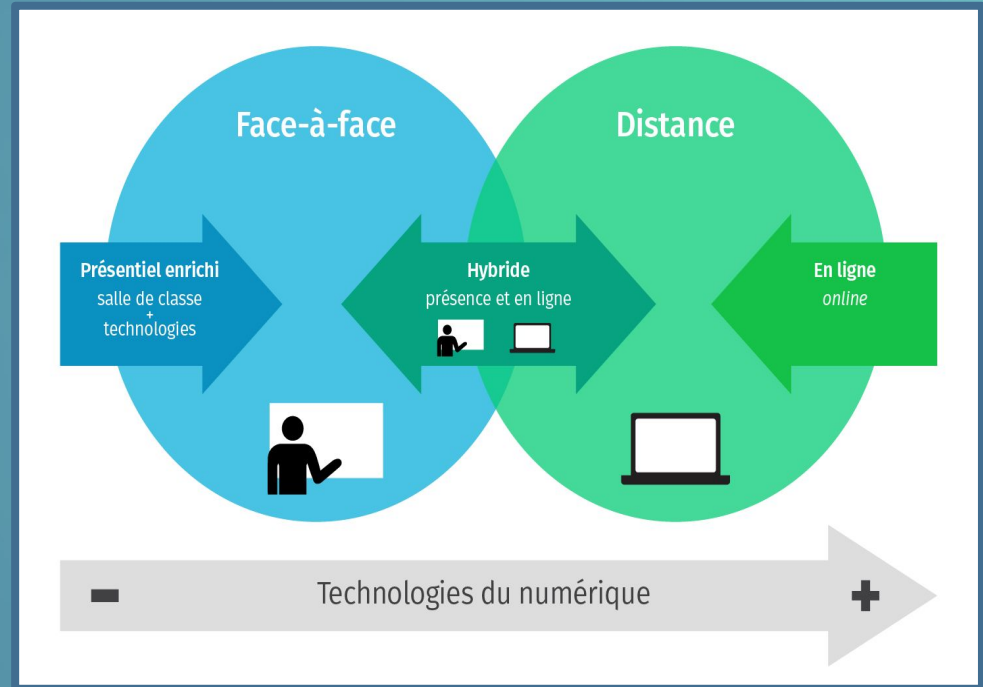 Face-à-face
Distance
Présentiel enrichi
salle de classe
+
technologies
Hybride
présence et en ligne
En ligne
online
- Technologies du numérique +